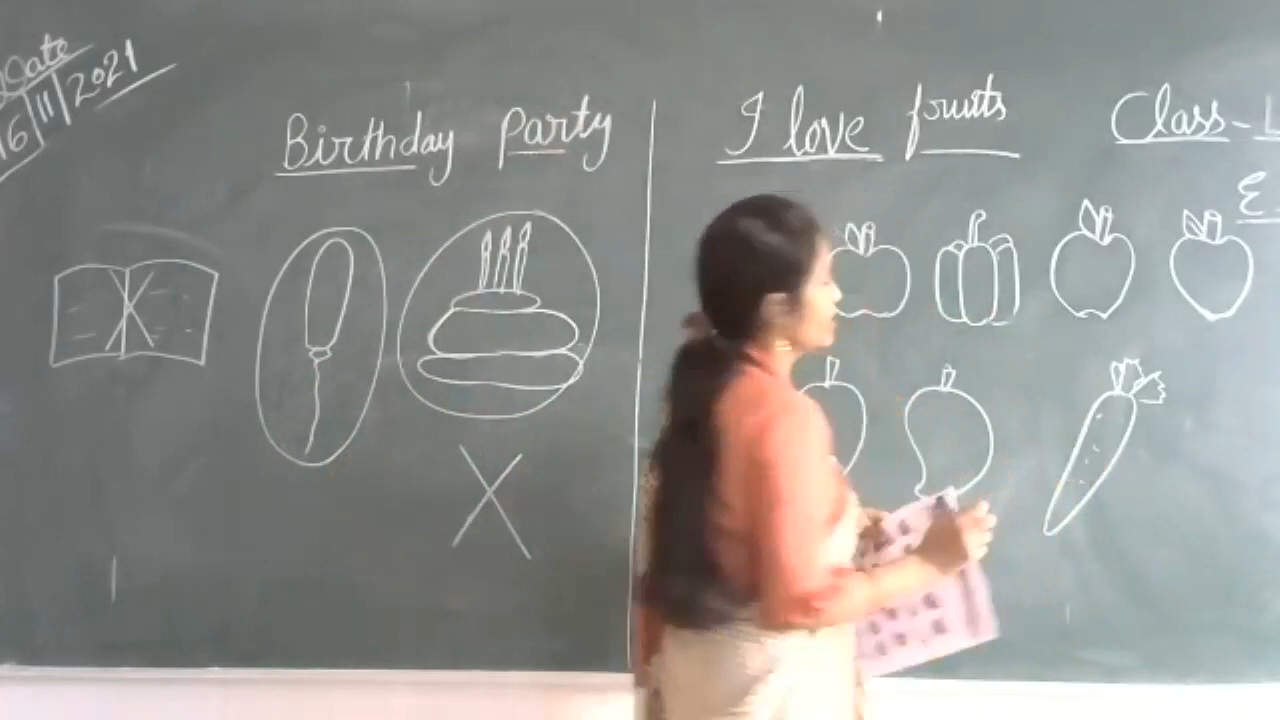 Date
16/11/2021
Birthday Party
I love fruits
Class-